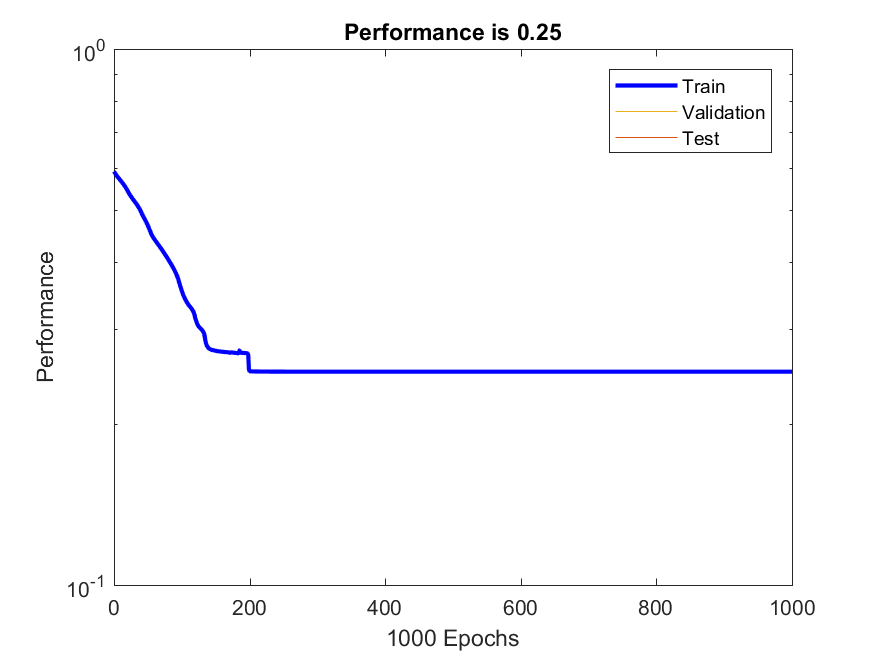 Performance is 0.25
10^0
Train
Validation
Test
Performance
10^-1
0 200 400 600 800 1000
1000 Epochs